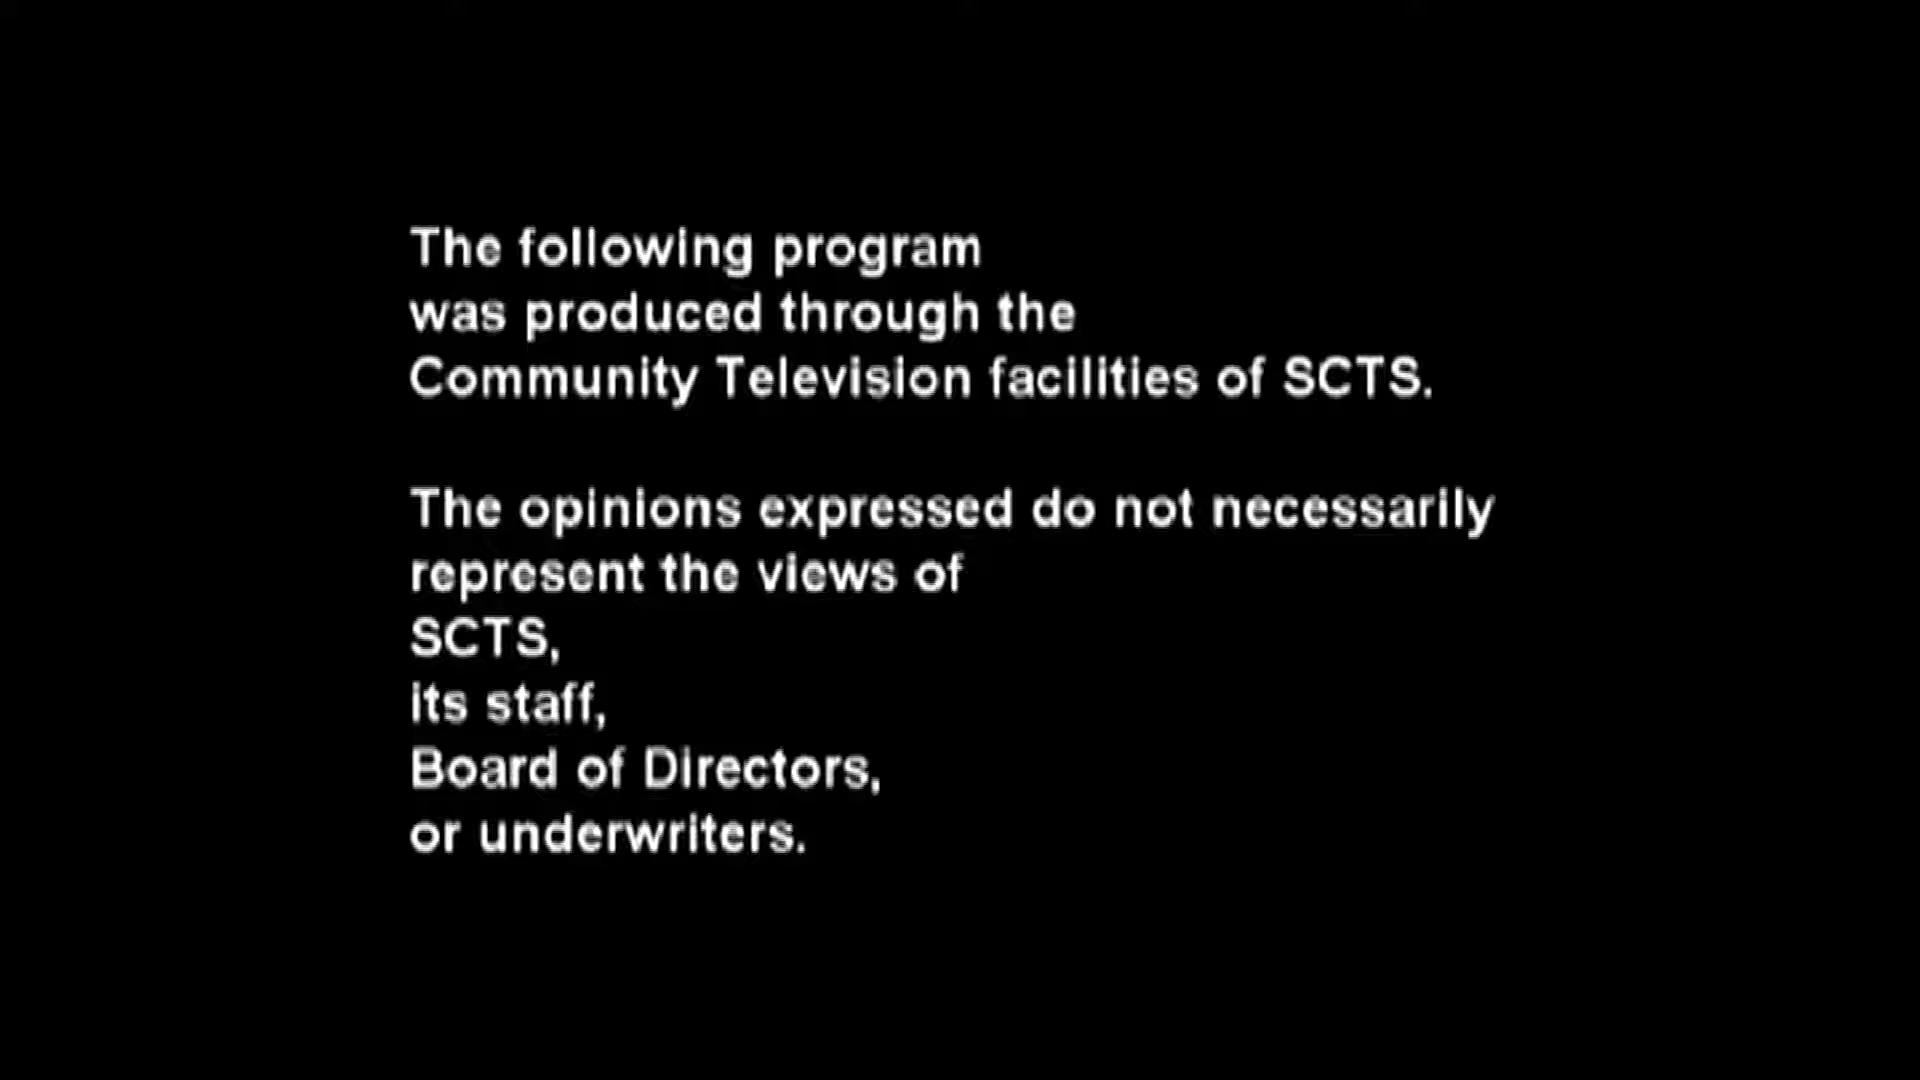 The following program
was produced through the
Community Television facilities of SCTS.
The opinions expressed do not necessarily
represent the views of
SCTS,
its staff,
Board of Directors,
or underwriters.